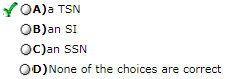 A)a TSN
B)an SI
C)an SSN
D)None of the choices are correct